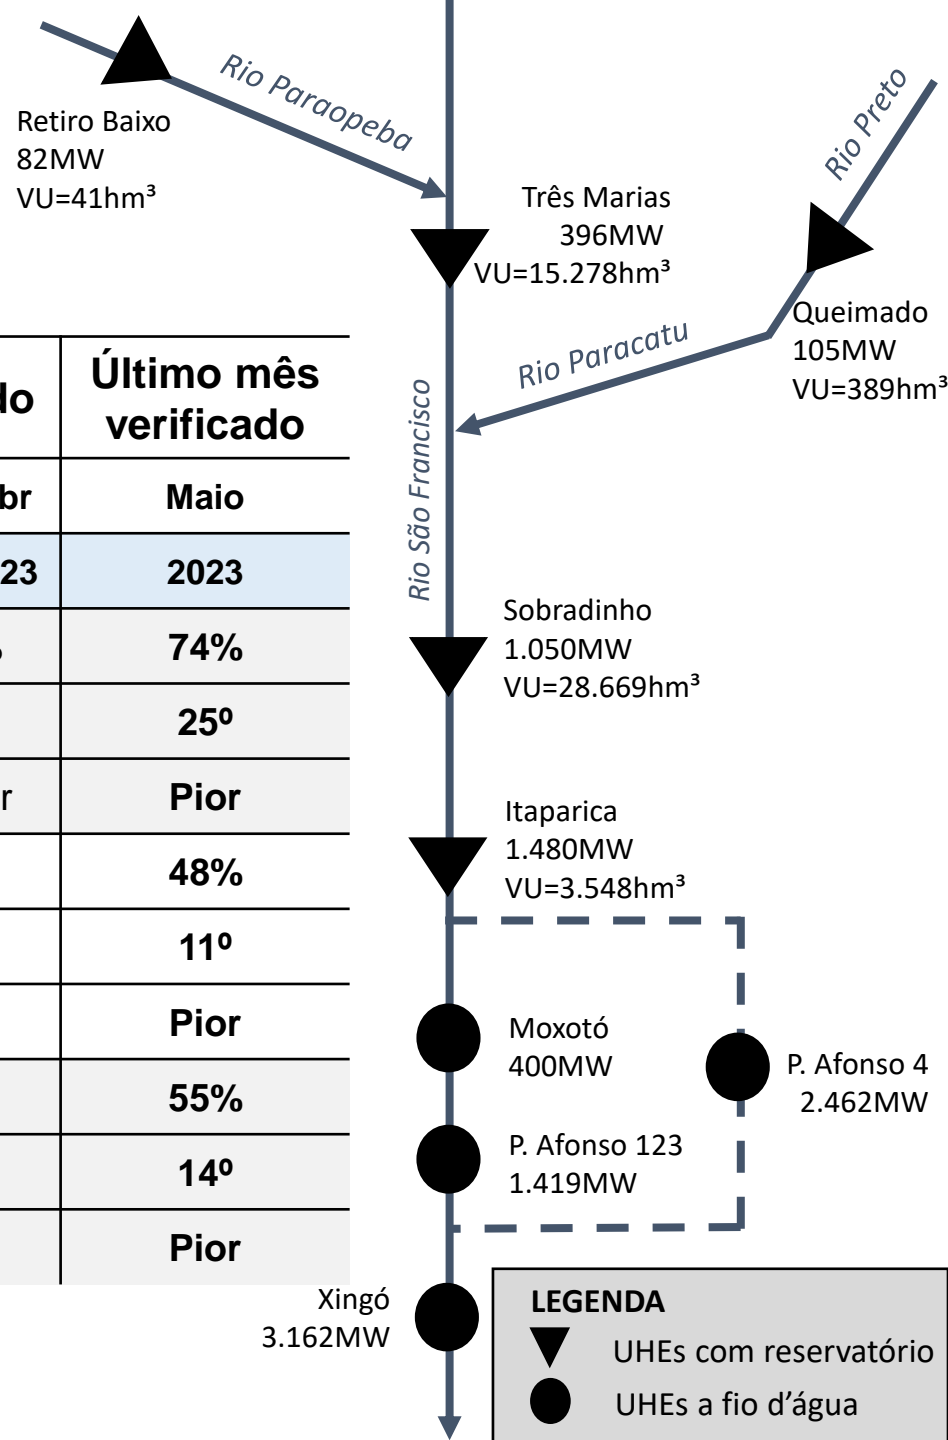 Rio Paraopeba
Retiro Baixo
82MW
VU=41hm³
Rio Preto
Três Marias
396MW
VU=15.278hm³
Queimado
105MW
VU=389hm³
Rio Paracatu
Rio São Francisco
Último mês
verificado
Maio
23 2023
74%
25º
Pior
48%
11º
Pior
55%
14º
Pior
Sobradinho
1.050MW
VU=28.669hm³
Itaparica
1.480MW
VU=3.548hm³
Moxotó
400MW
P. Afonso 4
2.462MW
P. Afonso 123
1.419MW
Xingó
3.162MW
LEGENDA
UHEs com reservatório
UHEs a fio d'água